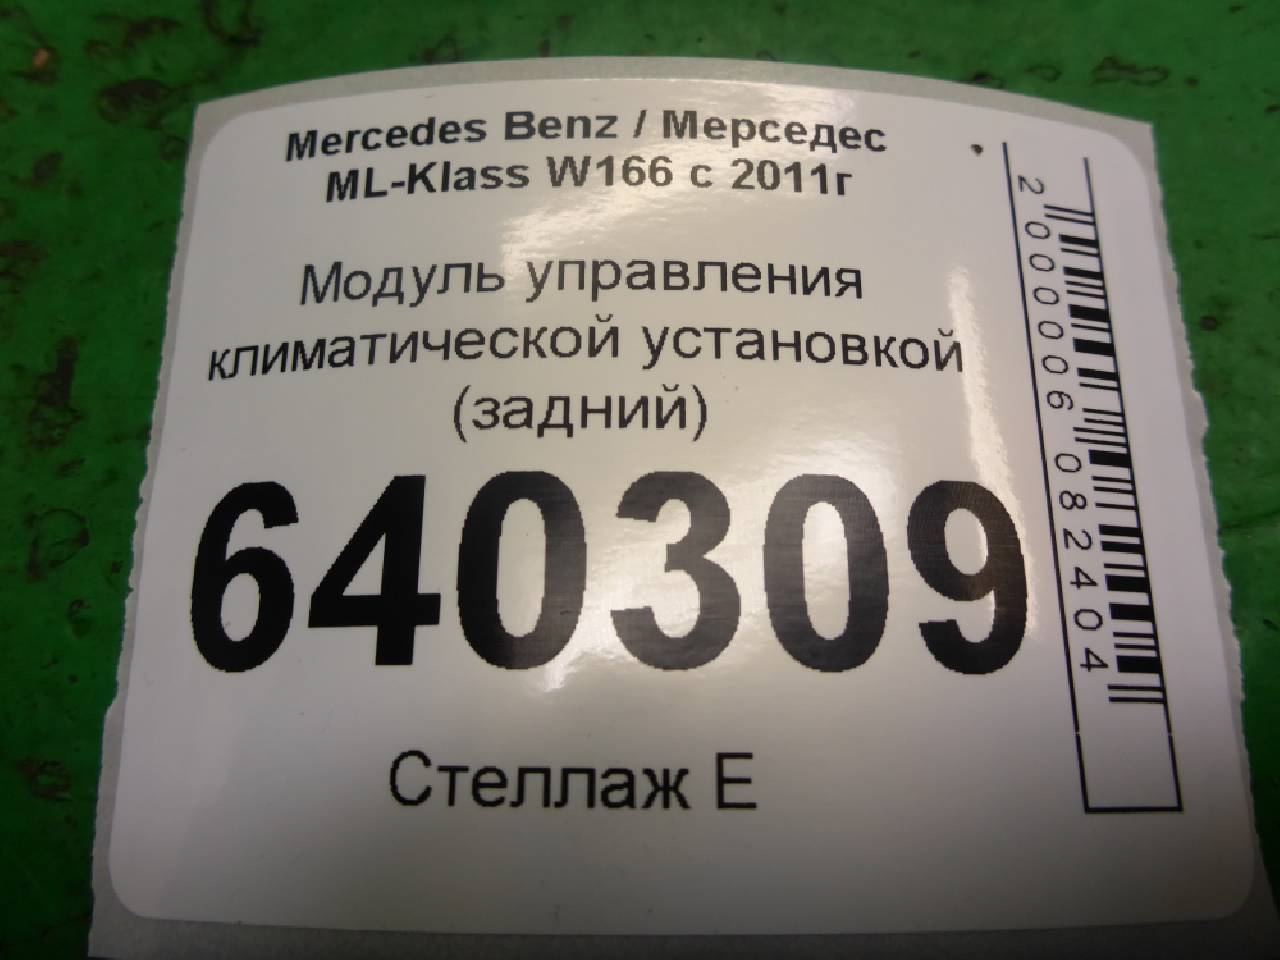 Mercedes Benz / Мерседес
ML-Klass W166 с 2011г
Модуль управления
климатической установкой
(задний)
640309
Стеллаж Е
2000006082404